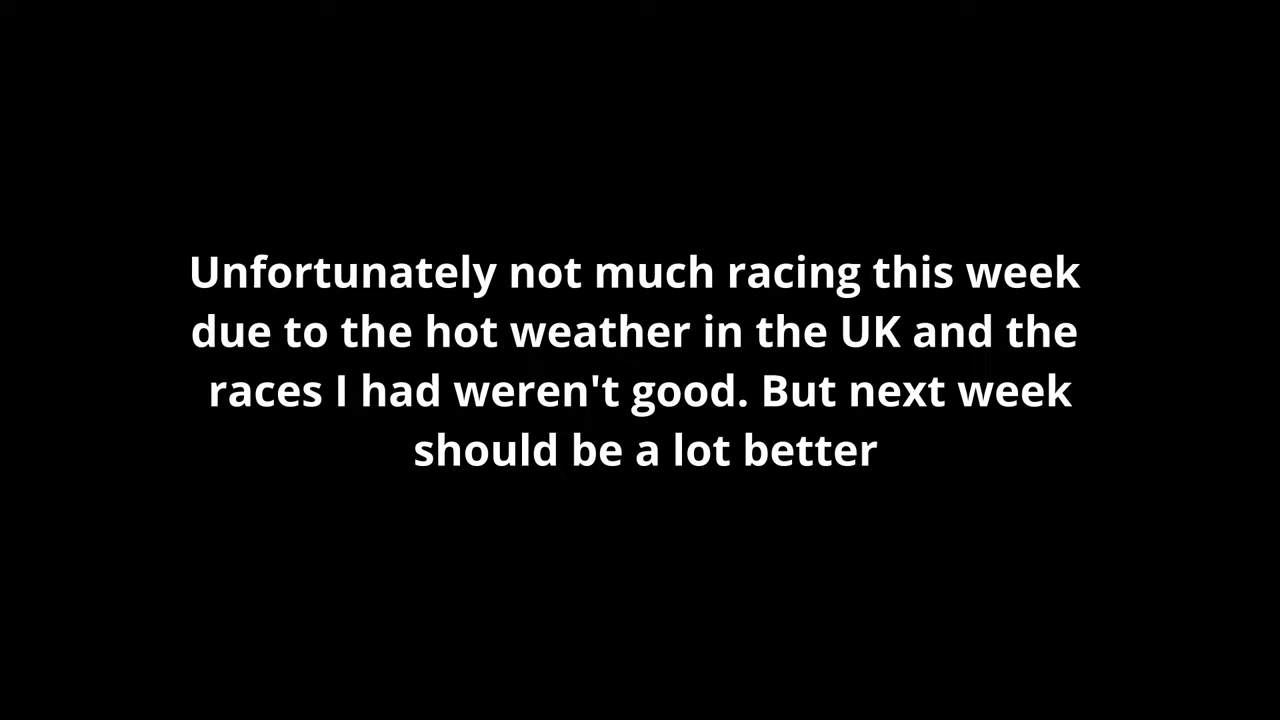 Unfortunately not much racing this week
due to the hot weather in the UK and the
races I had weren't good. But next week
should be a lot better